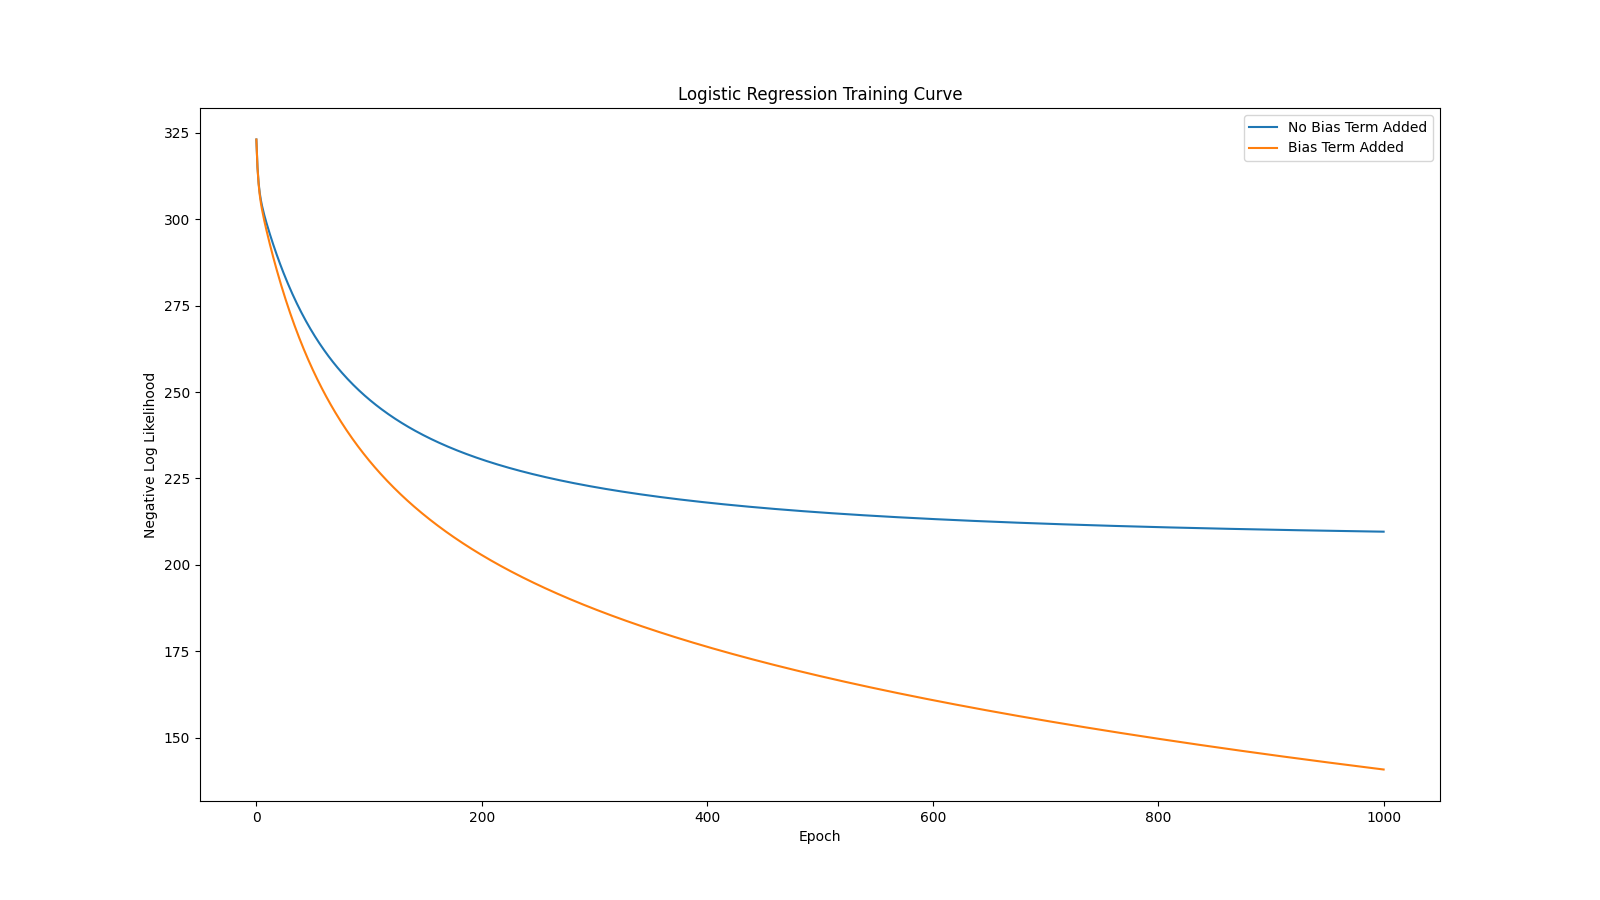 Logistic Regression Training Curve
No Bias Term Added
Bias Term Added
325
300
275
250
225
200
175
150
Negative Log Likelihood
0 200 400 600 800 1000
Epoch